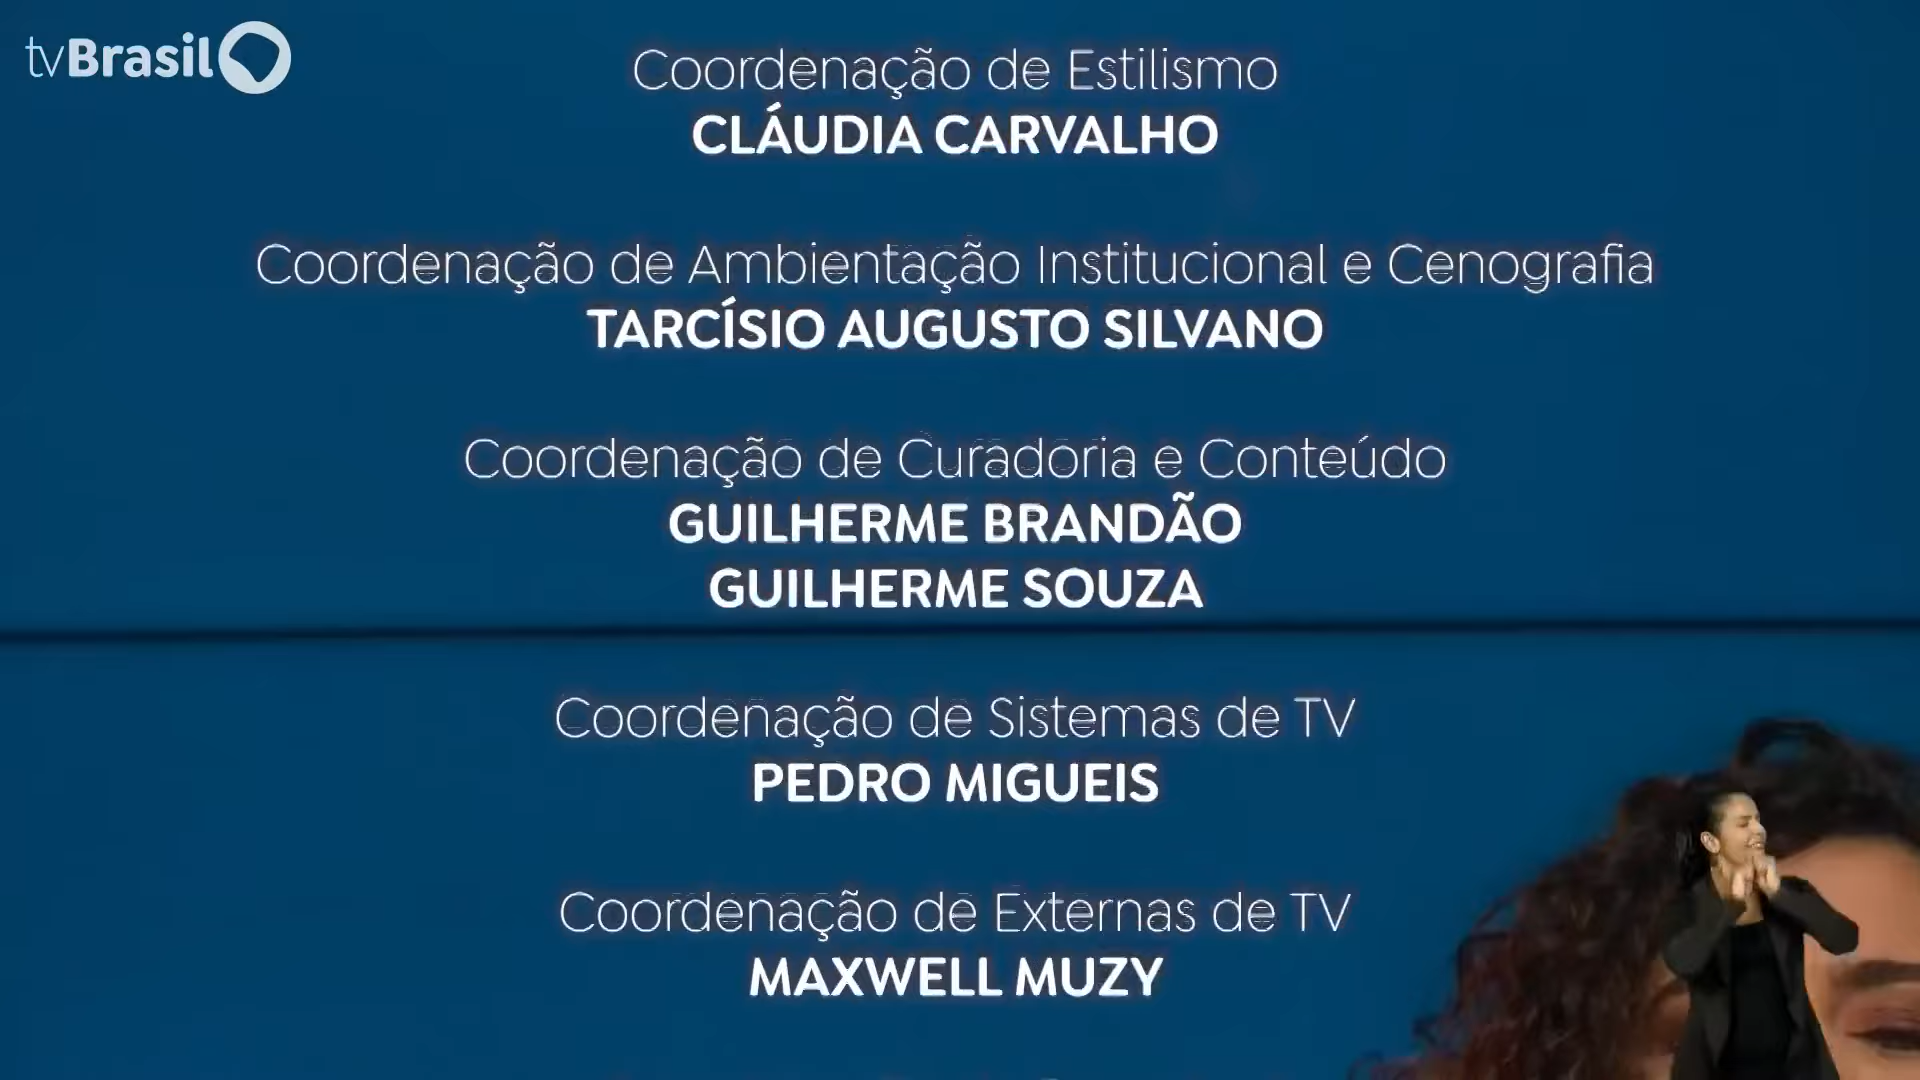 tvBrasil
Coordenação de Estilismo
CLÁUDIA CARVALHO
Coordenação de Ambientação Institucional e Cenografia
TARCÍSIO AUGUSTO SILVANO
Coordenação de Curadoria e Conteúdo
GUILHERME BRANDÃO
GUILHERME SOUZA
Coordenação de Sistemas de TV
PEDRO MIGUEIS
Coordenação de Externas de TV
MAXWELL MUZY